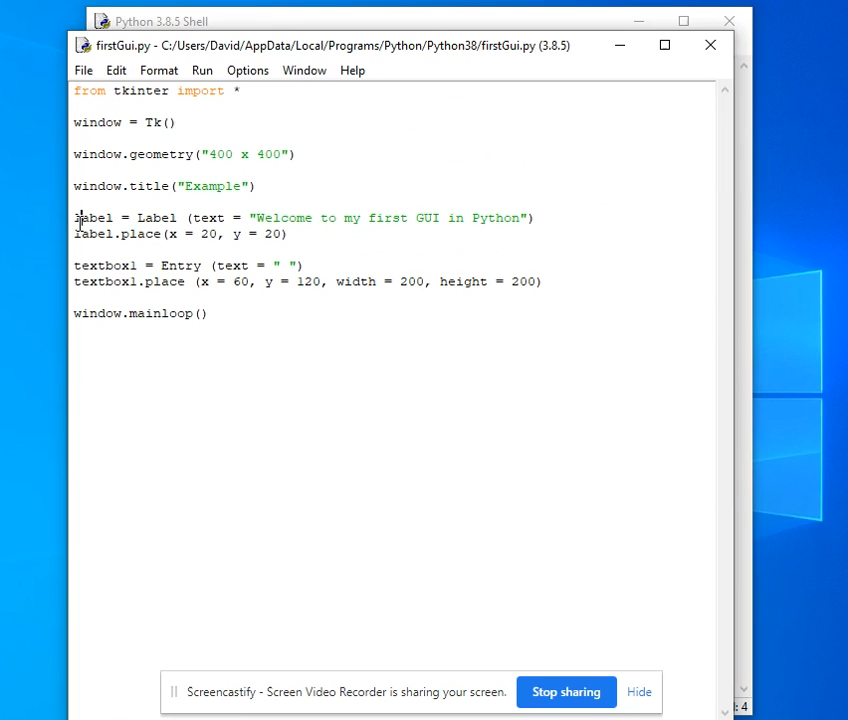 Python 3.8.5 Shell
firstGui.py - C:/Users/David/AppData/Local/Programs/Python/Python38/firstGui.py (3.8.5)
File Edit Format Run Options Window Help
from tkinter import *
window = Tk()
window.geometry("400 x 400")
window.title("Example")
label = Label (text = "Welcome to my first GUI in Python")
label.place(x = 20, y = 20)
textbox1 = Entry (text = " ")
textbox1.place (x = 60, y = 120, width = 200, height = 200)
window.mainloop()
Screencastify - Screen Video Recorder is sharing your screen. Stop sharing Hide
: 4